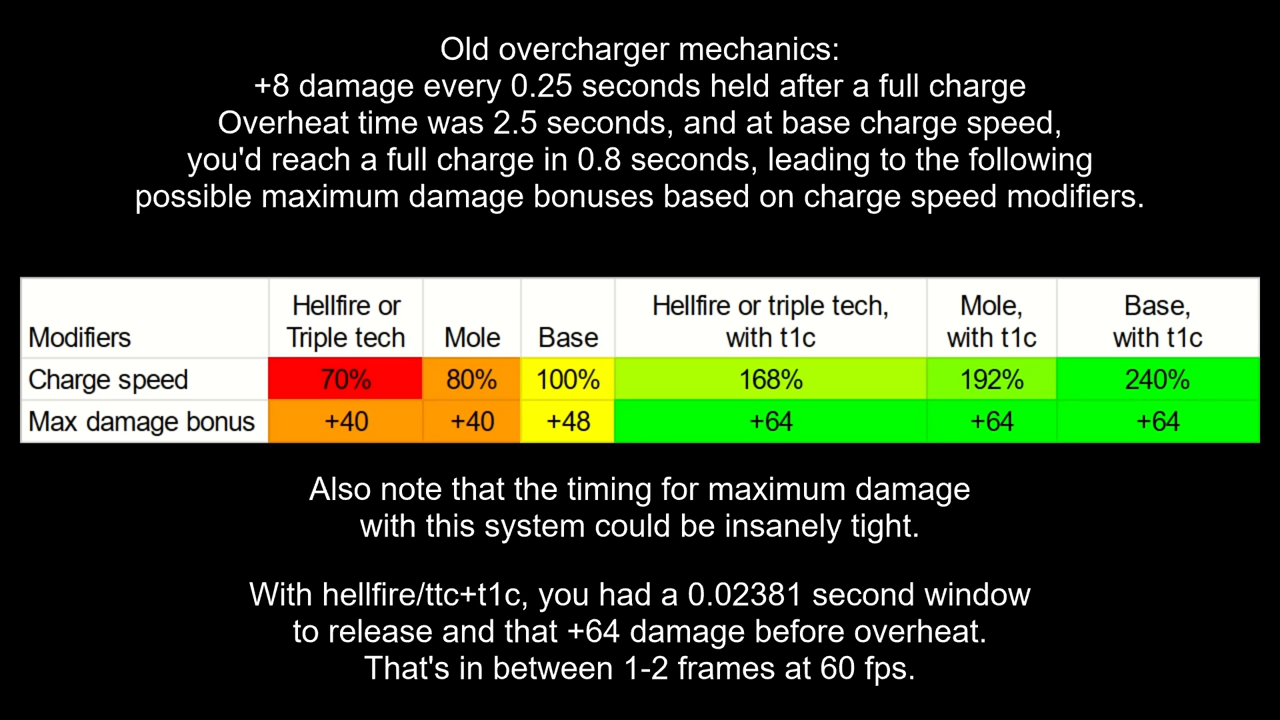 Old overcharger mechanics:
+8 damage every 0.25 seconds held after a full charge
Overheat time was 2.5 seconds, and at base charge speed,
you'd reach a full charge in 0.8 seconds, leading to the following
possible maximum damage bonuses based on charge speed modifiers.
Modifiers Hellfire or Triple tech Mole Base Hellfire or triple tech, with t1c Mole, with t1c Base, with t1c
Charge speed 70% 80% 100% 168% 192% 240%
Max damage bonus +40 +40 +48 +64 +64 +64
Also note that the timing for maximum damage
with this system could be insanely tight.
With hellfire/ttc+t1c, you had a 0.02381 second window
to release and that +64 damage before overheat.
That's in between 1-2 frames at 60 fps.